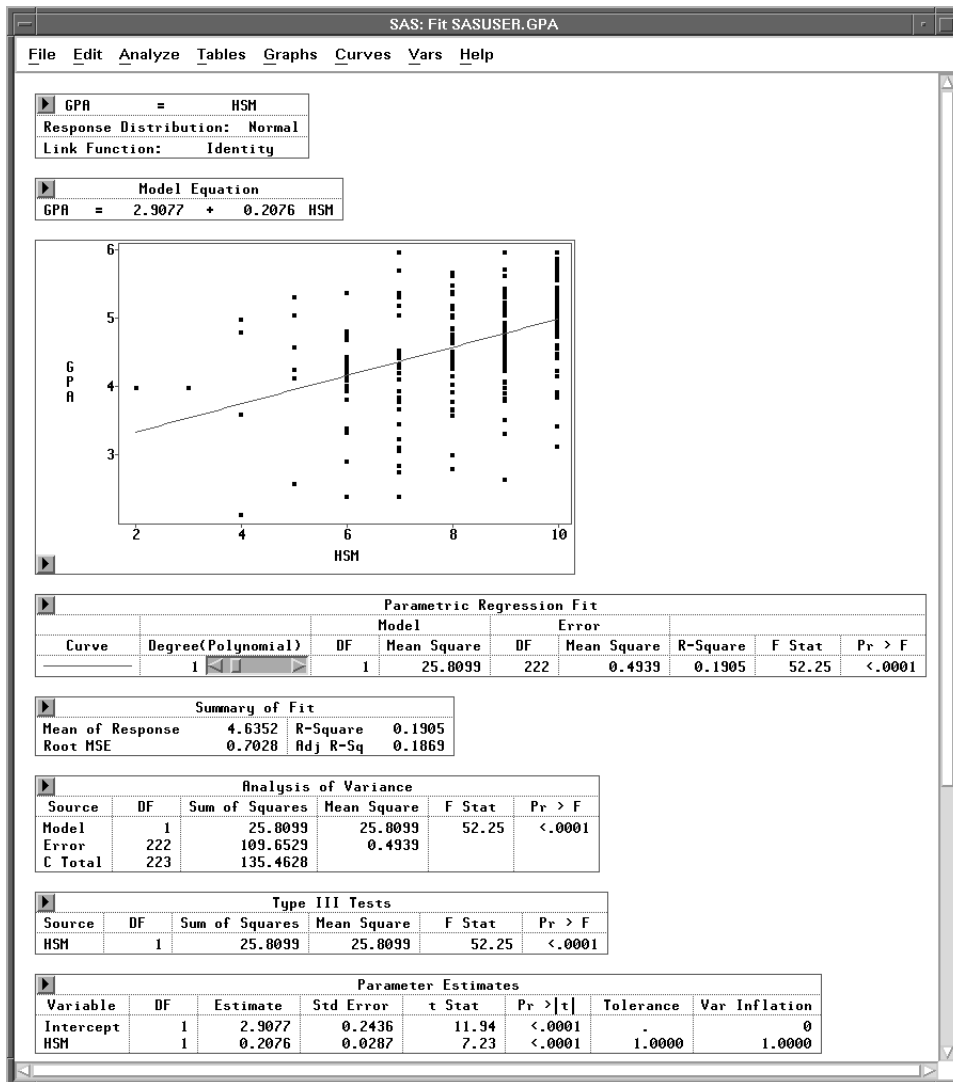 SAS: Fit SASUSER.GPA
File Edit Analyze Tables Graphs Curves Vars Help
GPA = HSM
Response Distribution: Normal
Link Function: Identity
Model Equation
GPA = 2.9077 + 0.2076 HSM
6
5
4
3
G
P
A
2 4 6 8 10
HSM
Parametric Regression Fit
Model Error
Curve Degree(Polynomial) DF Mean Square DF Mean Square R-Square F Stat Pr > F
1 1 25.8099 222 0.4939 0.1905 52.25 <.0001
Summary of Fit
Mean of Response 4.6352 R-Square 0.1905
Root MSE 0.7028 Adj R-Sq 0.1869
Analysis of Variance
Source DF Sum of Squares Mean Square F Stat Pr > F
Model 1 25.8099 25.8099 52.25 <.0001
Error 222 109.6529 0.4939
C Total 223 135.4628
Type III Tests
Source DF Sum of Squares Mean Square F Stat Pr > F
HSM 1 25.8099 25.8099 52.25 <.0001
Parameter Estimates
Variable DF Estimate Std Error t Stat Pr >|t| Tolerance Var Inflation
Intercept 1 2.9077 0.2436 11.94 <.0001 . 0
HSM 1 0.2076 0.0287 7.23 <.0001 1.0000 1.0000